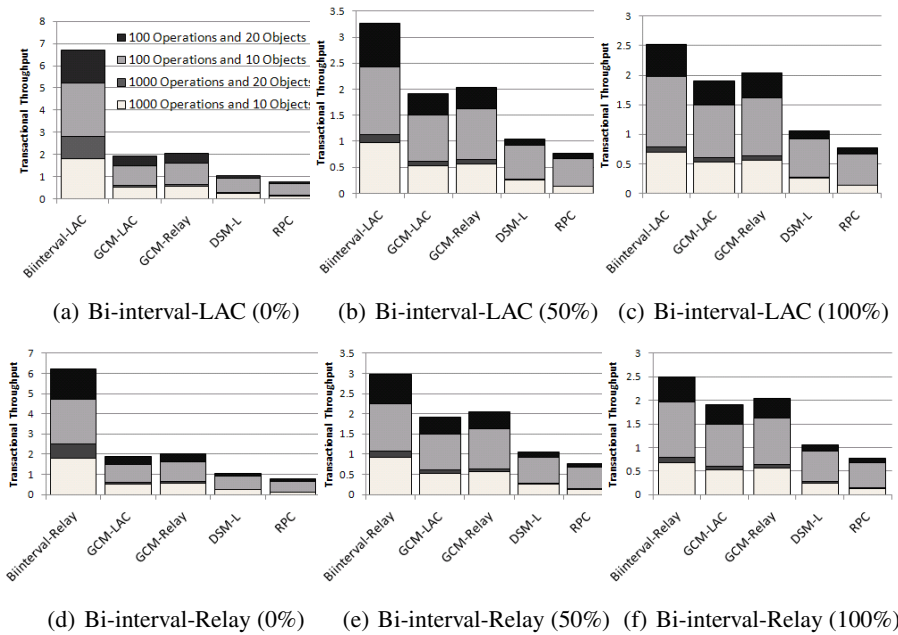 Transactional Throughput
8
7
6
5
4
3
2
1
0
100 Operations and 20 Objects
100 Operations and 10 Objects
1000 Operations and 20 Objects
1000 Operations and 10 Objects
Biinterval-LAC
GCM-LAC
GCM-Relay
DSM-L
RPC
(a) Bi-interval-LAC (0%)
Transactional Throughput
3.5
3
2.5
2
1.5
1
0.5
0
Biinterval-LAC
GCM-LAC
GCM-Relay
DSM-L
RPC
(b) Bi-interval-LAC (50%)
Transactional Throughput
3
2.5
2
1.5
1
0.5
0
Biinterval-LAC
GCM-LAC
GCM-Relay
DSM-L
RPC
(c) Bi-interval-LAC (100%)
Transactional Throughput
7
6
5
4
3
2
1
0
Biinterval-Relay
GCM-LAC
GCM-Relay
DSM-L
RPC
(d) Bi-interval-Relay (0%)
Transactional Throughput
3.5
3
2.5
2
1.5
1
0.5
0
Biinterval-Relay
GCM-LAC
GCM-Relay
DSM-L
RPC
(e) Bi-interval-Relay (50%)
Transactional Throughput
3
2.5
2
1.5
1
0.5
0
Biinterval-Relay
GCM-LAC
GCM-Relay
DSM-L
RPC
(f) Bi-interval-Relay (100%)